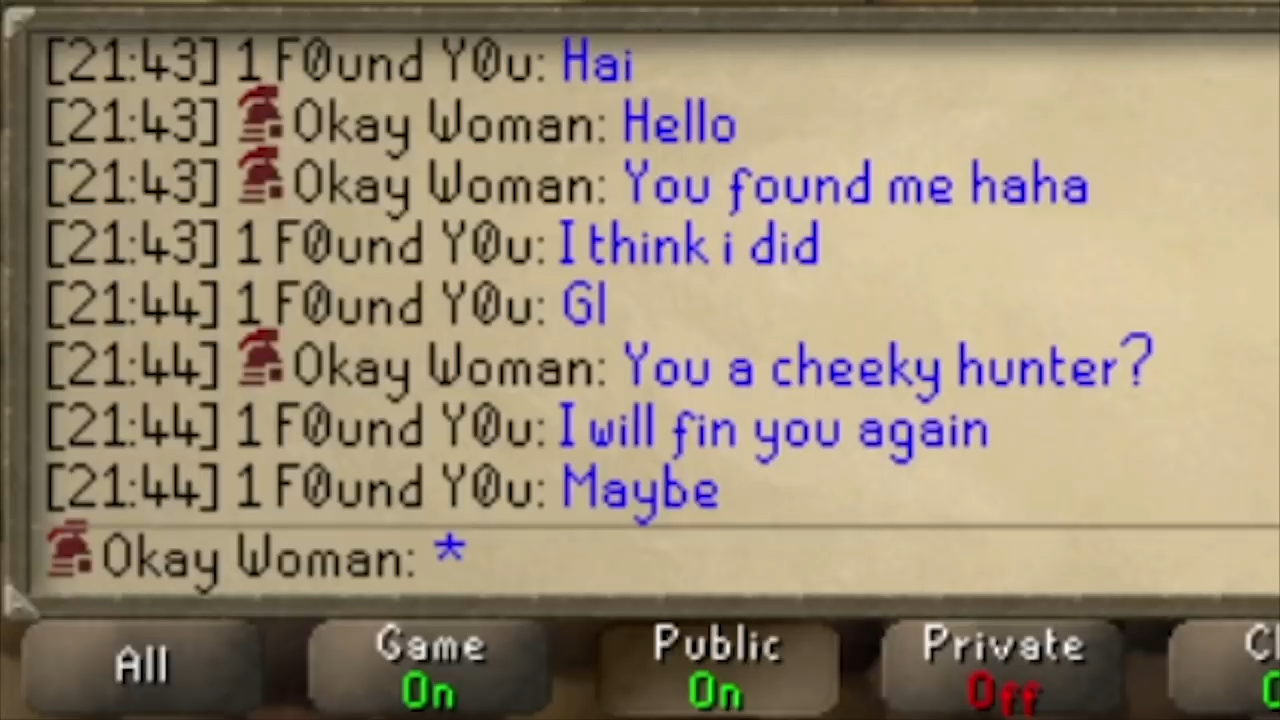 [21:43] 1 F0und Y0u: Hai
[21:43] Okay Woman: Hello
[21:43] Okay Woman: You found me haha
[21:43] 1 F0und Y0u: I think i did
[21:44] 1 F0und Y0u: Gl
[21:44] Okay Woman: You a cheeky hunter?
[21:44] 1 F0und Y0u: I will fin you again
[21:44] 1 F0und Y0u: Maybe
Okay Woman: *
All
Game
On
Public
On
Private
Off